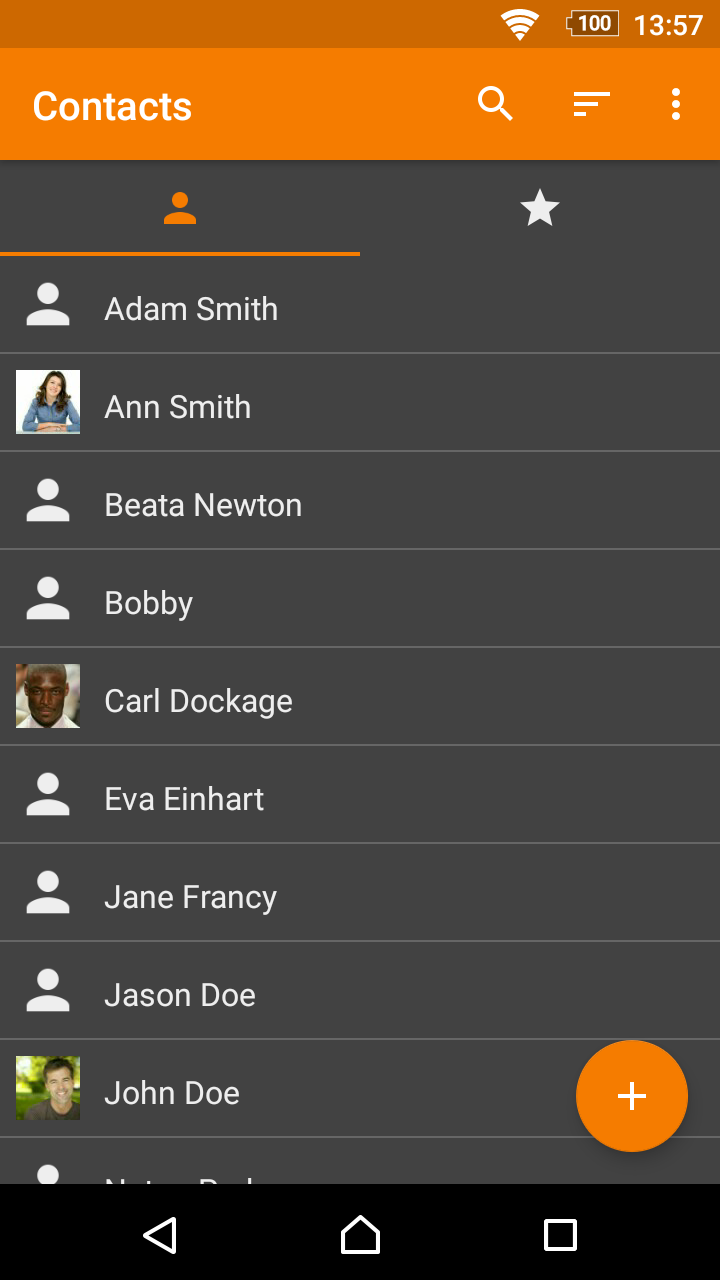 100 13:57
Contacts
Adam Smith
Ann Smith
Beata Newton
Bobby
Carl Dockage
Eva Einhart
Jane Francy
Jason Doe
John Doe